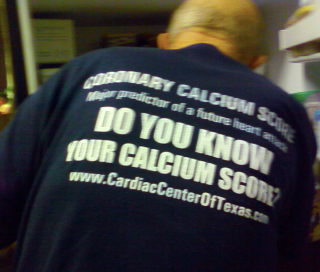 CORONARY CALCIUM SCORE
Major predictor of a future heart attack
DO YOU KNOW
YOUR CALCIUM SCORE?
www.CardiacCenterOfTexas.com